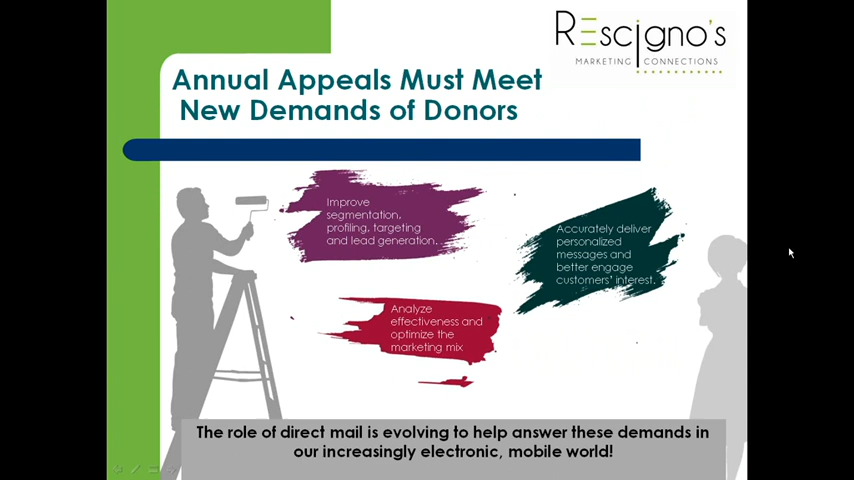 REscigno's
MARKETING CONNECTIONS
Annual Appeals Must Meet
New Demands of Donors
Improve
segmentation,
profiling, targeting
and lead generation.
Accurately deliver
personalized
messages and
better engage
customers' interest.
Analyze
effectiveness and
optimize the
marketing mix
The role of direct mail is evolving to help answer these demands in
our increasingly electronic, mobile world!